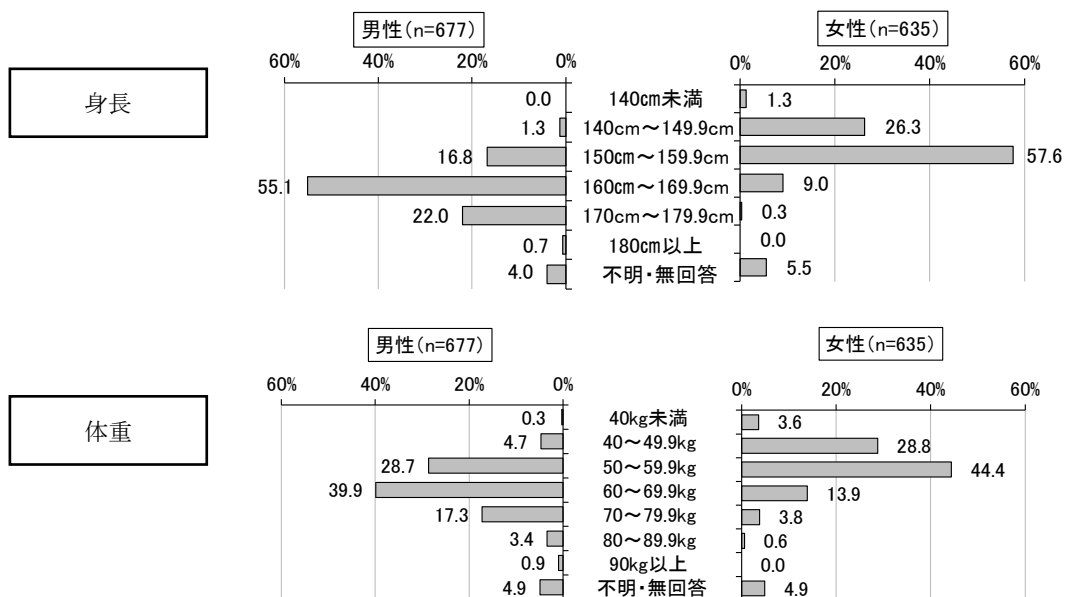 男性(n=677) 女性(n=635)
60% 40% 20% 0% 0% 20% 40% 60%
身長
0.0 140㎝未満 1.3
1.3 140cm～149.9cm 26.3
16.8 150㎝～159.9㎝ 57.6
55.1 160㎝～169.9㎝ 9.0
22.0 170cm～179.9cm 0.3
0.7 180㎝以上 0.0
4.0 不明・無回答 5.5
男性(n=677) 女性(n=635)
60% 40% 20% 0% 0% 20% 40% 60%
体重
0.3 40㎏未満 3.6
4.7 40～49.9㎏ 28.8
28.7 50～59.9㎏ 44.4
39.9 60～69.9㎏ 13.9
17.3 70～79.9㎏ 3.8
3.4 80～89.9㎏ 0.6
0.9 90㎏以上 0.0
4.9 不明・無回答 4.9